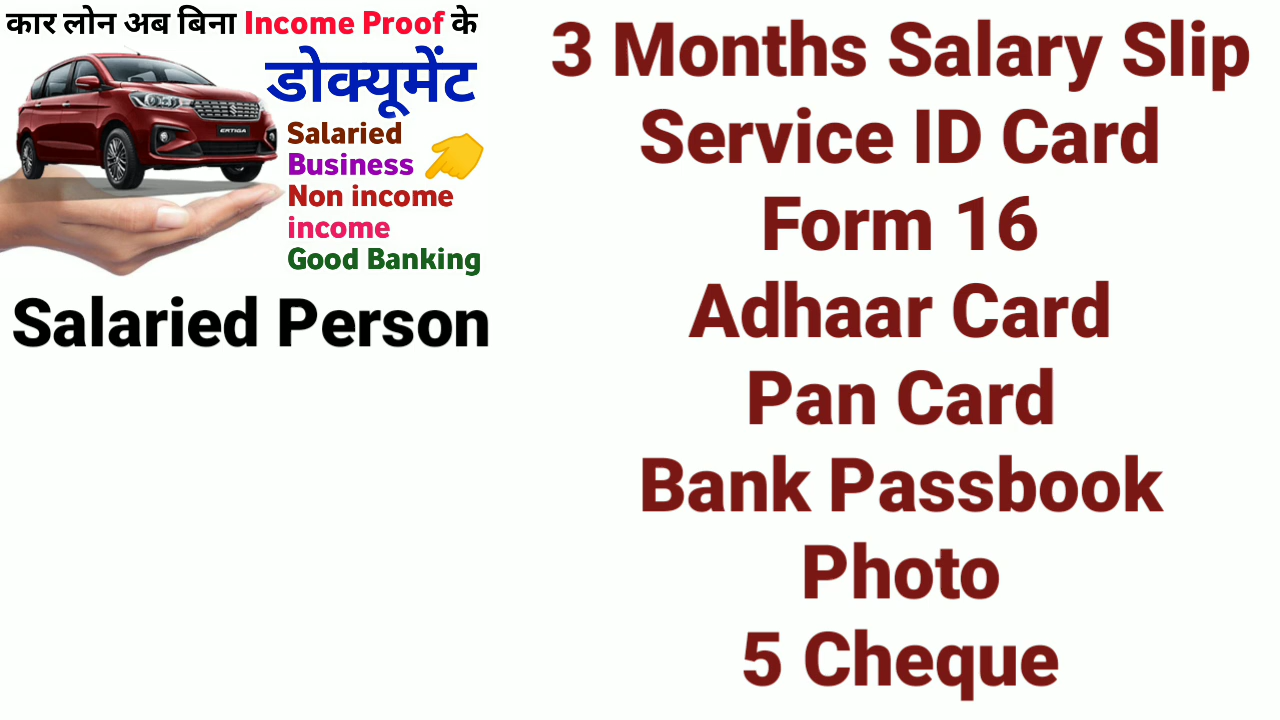 कार लोन अब बिना Income Proof के
डोक्यूमेंट
ERTIGA
Salaried
Business
Non income
income
Good Banking
Salaried Person
3 Months Salary Slip
Service ID Card
Form 16
Adhaar Card
Pan Card
Bank Passbook
Photo
5 Cheque